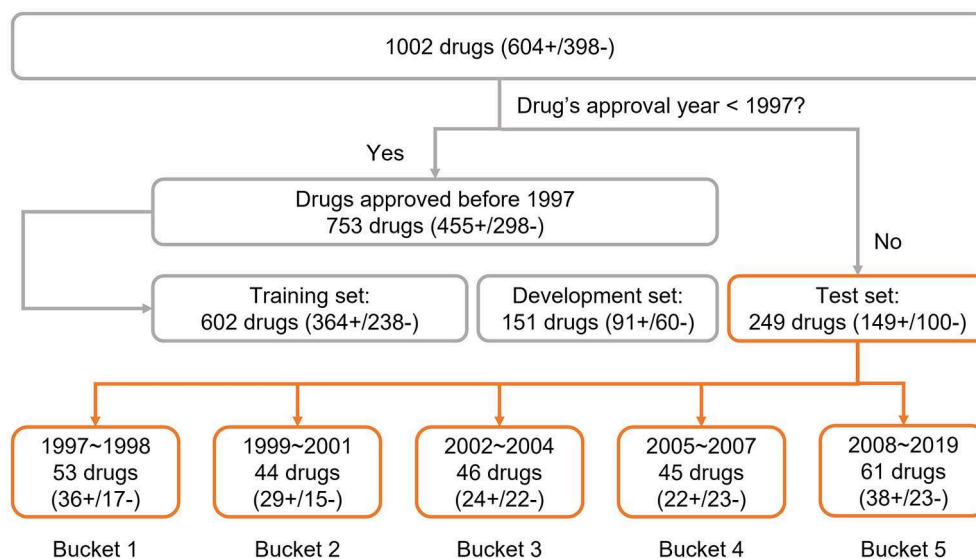 1002 drugs (604+/398-)
Drug's approval year < 1997?
Yes
Drugs approved before 1997
753 drugs (455+/298-)
No
Training set:
602 drugs (364+/238-)
Development set:
151 drugs (91+/60-)
Test set:
249 drugs (149+/100-)
1997~1998
53 drugs
(36+/17-)
Bucket 1
1999~2001
44 drugs
(29+/15-)
Bucket 2
2002~2004
46 drugs
(24+/22-)
Bucket 3
2005~2007
45 drugs
(22+/23-)
Bucket 4
2008~2019
61 drugs
(38+/23-)
Bucket 5